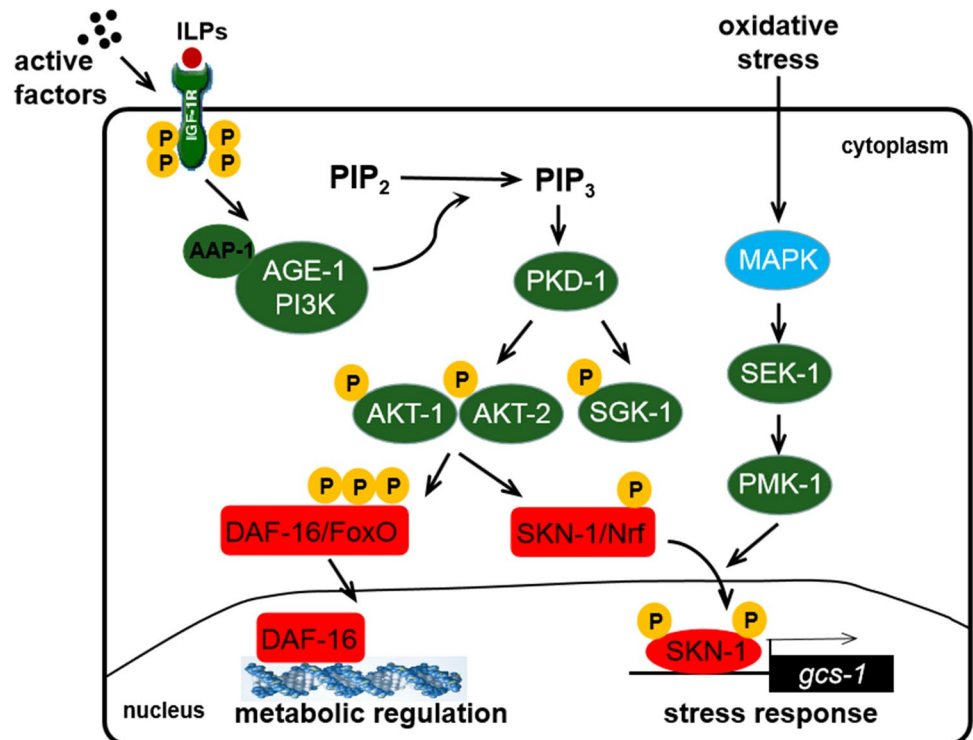 ILPs
active
factors
IGF-1R
P
P
P
P
oxidative
stress
cytoplasm
PIP₂
PIP₃
AAP-1
AGE-1
PI3K
PKD-1
MAPK
P
AKT-1
P
AKT-2
P
SGK-1
SEK-1
PMK-1
P
P
P
DAF-16/FoxO
P
SKN-1/Nrf
DAF-16
P
P
SKN-1
gcs-1
nucleus
metabolic regulation
stress response